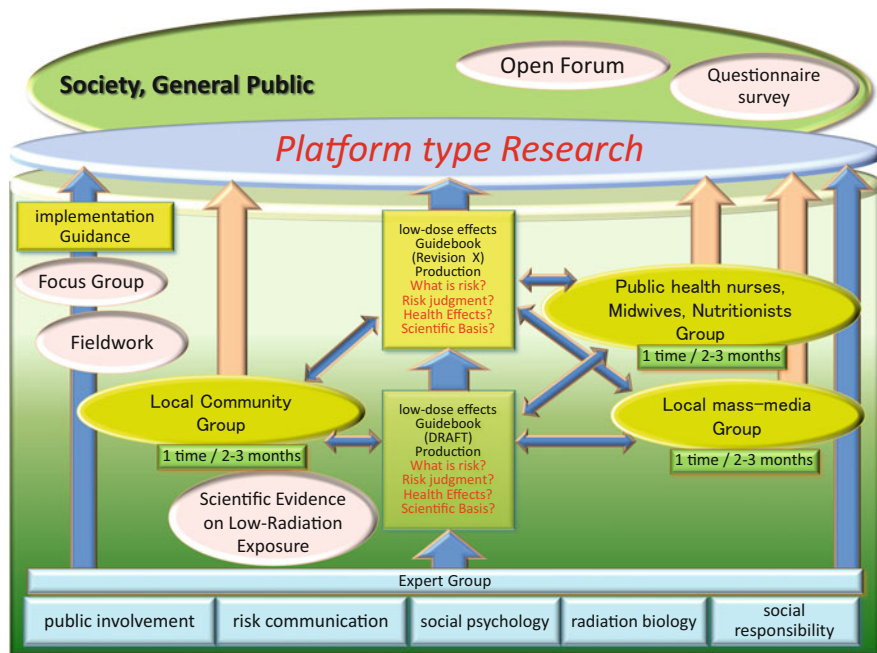 Open Forum
Society, General Public
Questionnaire
survey
Platform type Research
implementation
Guidance
Focus Group
Fieldwork
low-dose effects
Guidebook
(Revision X)
Production
What is risk?
Risk judgment?
Health Effects?
Scientific Basis?
Public health nurses,
Midwives, Nutritionists
Group
1 time / 2-3 months
Local Community
Group
1 time / 2-3 months
low-dose effects
Guidebook
(DRAFT)
Production
What is risk?
Risk judgment?
Health Effects?
Scientific Basis?
Local mass-media
Group
1 time / 2-3 months
Scientific Evidence
on Low-Radiation
Exposure
Expert Group
public involvement
risk communication
social psychology
radiation biology
social
responsibility